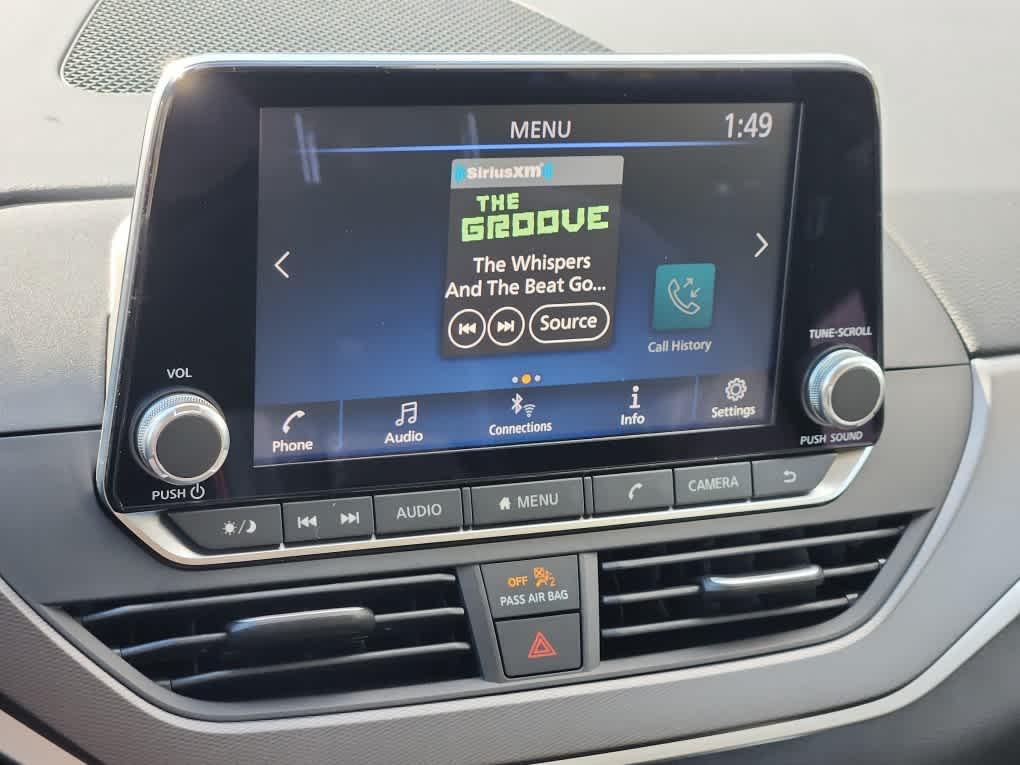 MENU
1:49
SiriusXM
THE
GROOVE
The Whispers
And The Beat Go...
Source
Call History
Phone
Audio
Connections
Info
Settings
VOL
PUSH
TUNE·SCROLL
PUSH SOUND
AUDIO
MENU
CAMERA
OFF 2
PASS AIR BAG